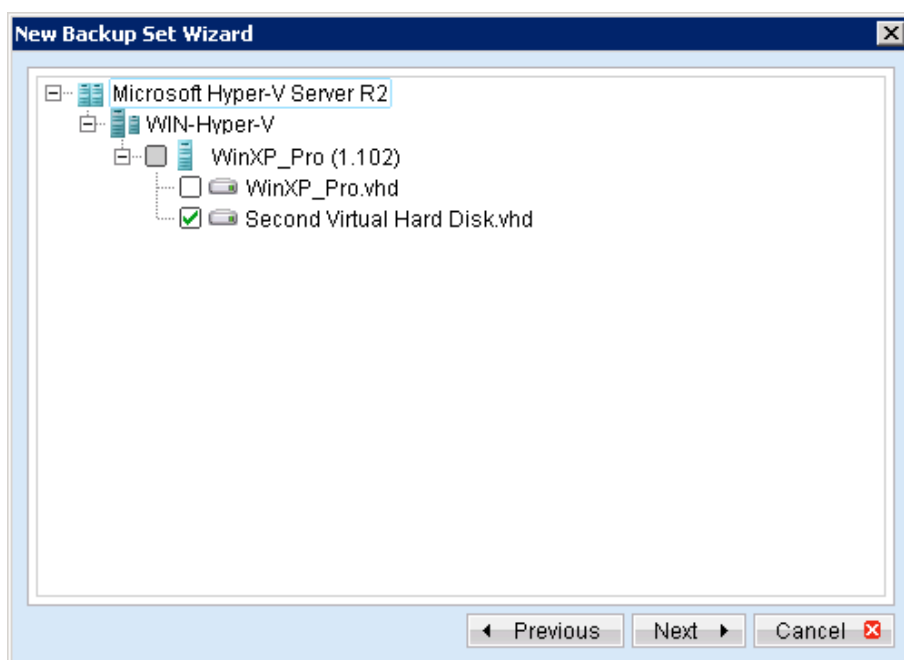 New Backup Set Wizard
Microsoft Hyper-V Server R2
WIN-Hyper-V
WinXP_Pro (1.102)
WinXP_Pro.vhd
Second Virtual Hard Disk.vhd
Previous Next Cancel